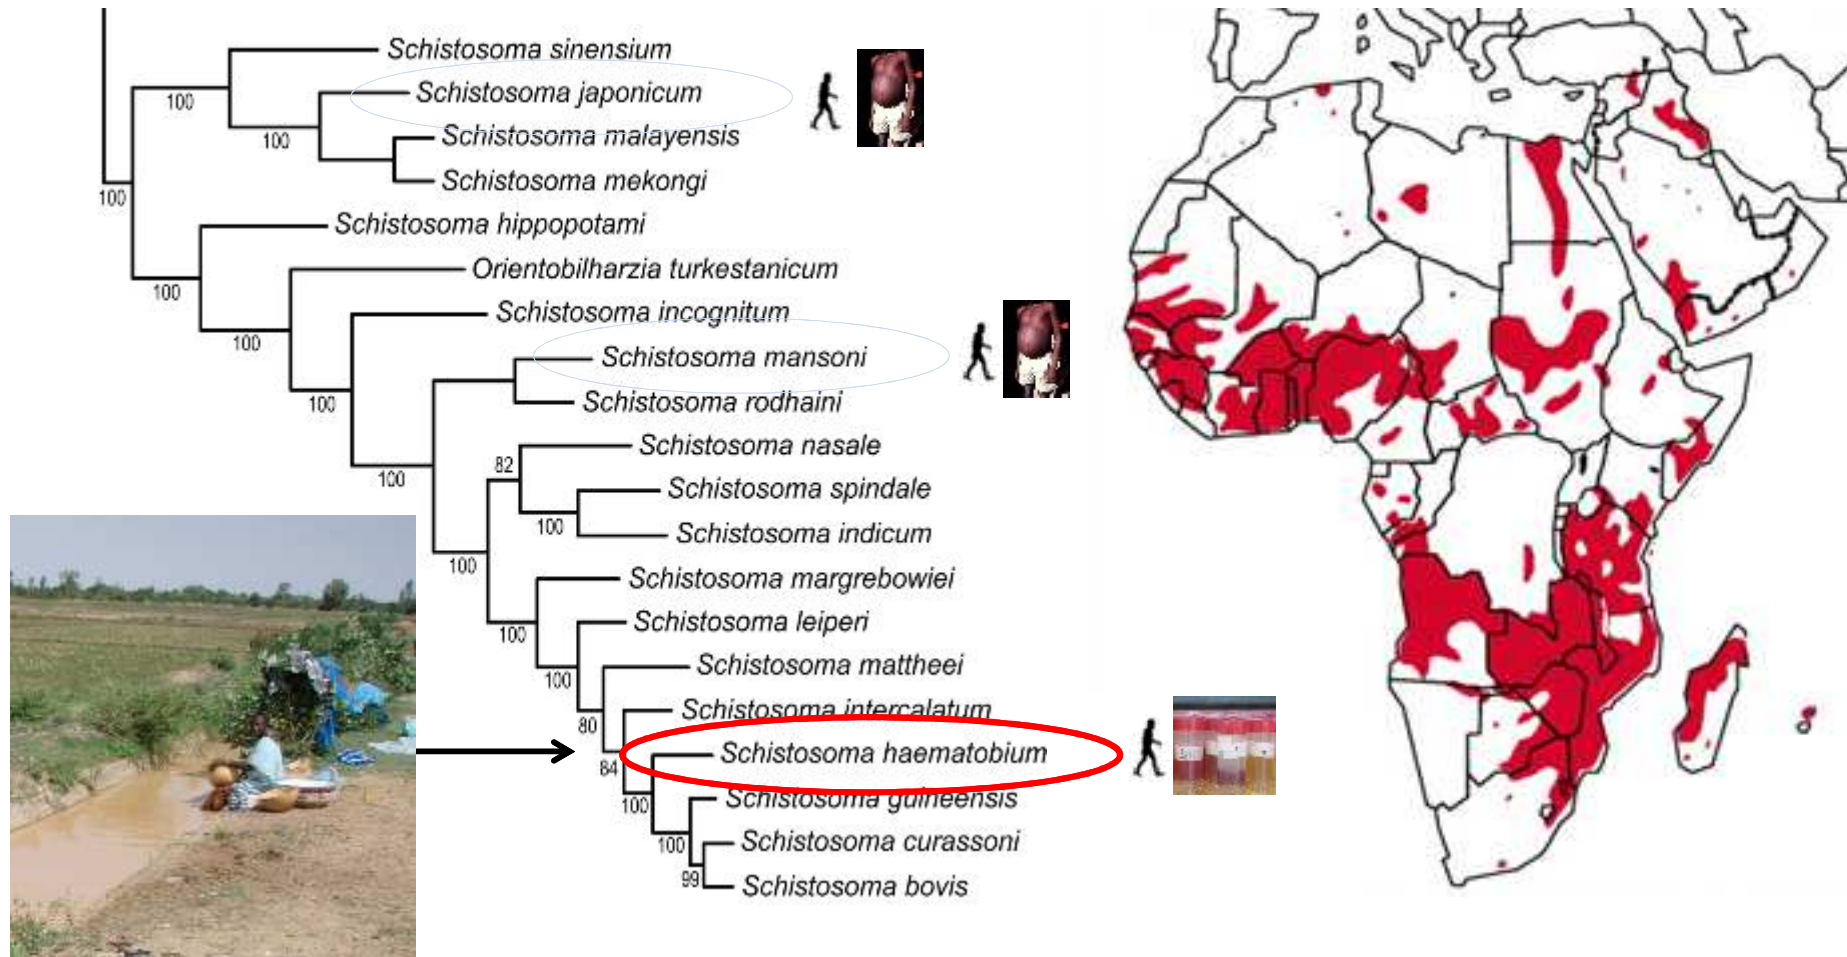 Schistosoma sinensium
Schistosoma japonicum
100
Schistosoma malayensis
100
Schistosoma mekongi
100
Schistosoma hippopotami
Orientobilharzia turkestanicum
100
Schistosoma incognitum
100
Schistosoma mansoni
100
Schistosoma rodhaini
Schistosoma nasale
82
100
Schistosoma spindale
100
Schistosoma indicum
100
Schistosoma margrebowiei
Schistosoma leiperi
100
Schistosoma mattheei
100
Schistosoma intercalatum
80
Schistosoma haematobium
84
Schistosoma guineensis
100
Schistosoma curassoni
100
99
Schistosoma bovis